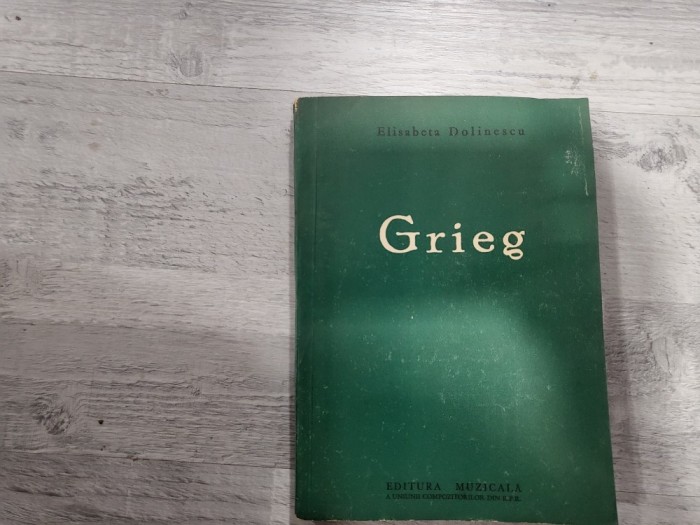 Elisabeta Dolinescu
Grieg
EDITURA MUZICALA
A UNIUNII COMPOZITORILOR DIN R.P.R.